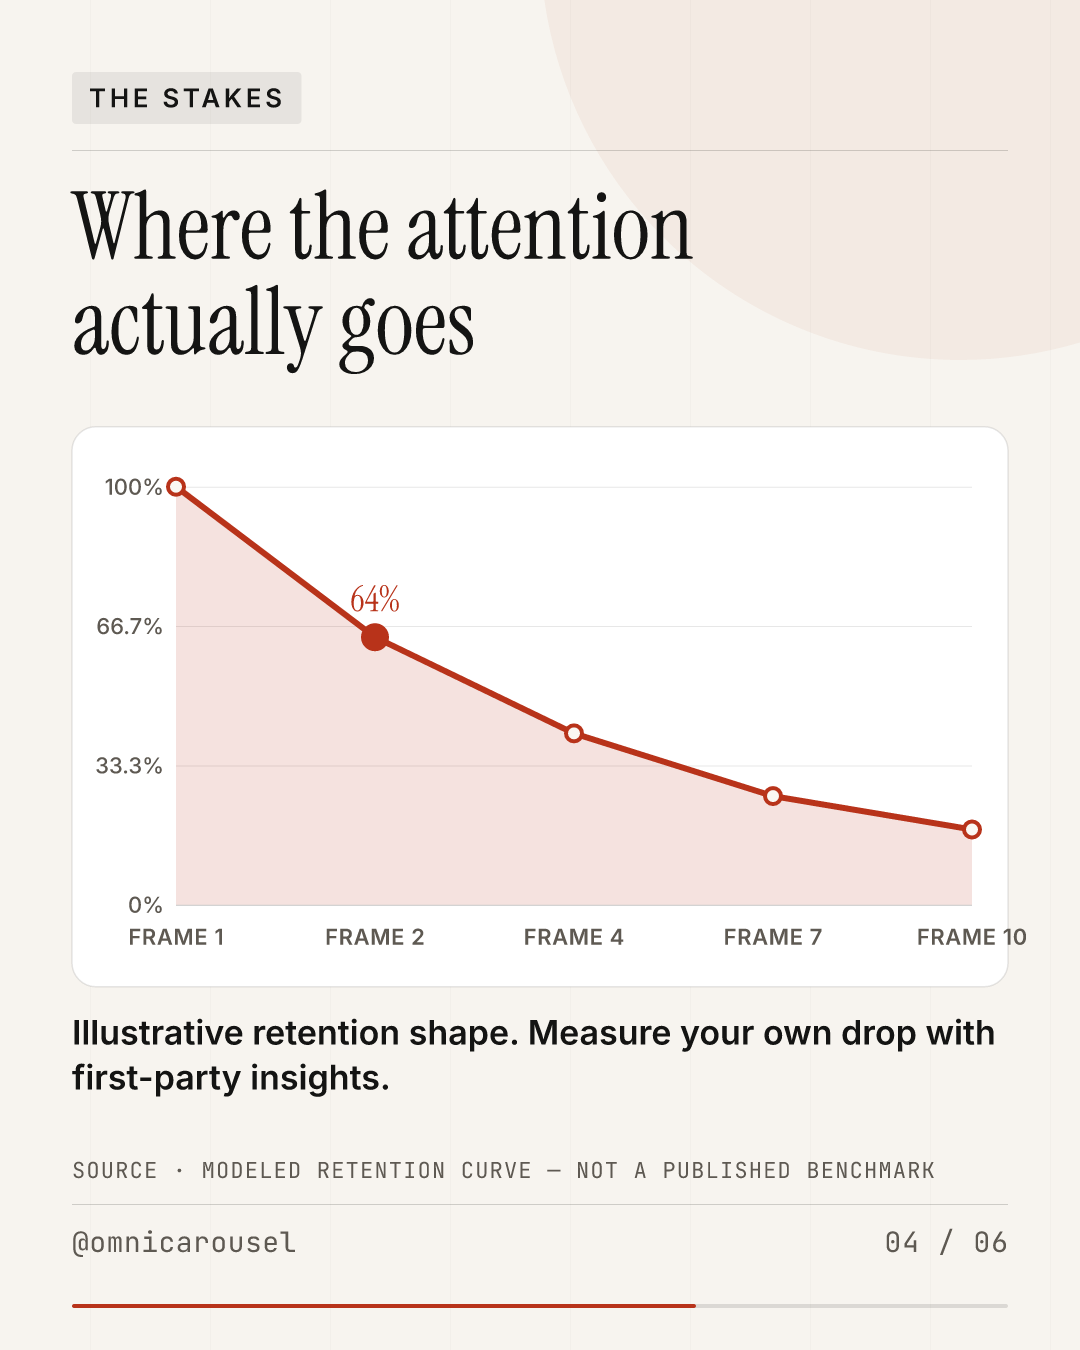 THE STAKES
Where the attention
actually goes
100%
64%
66.7%
33.3%
0%
FRAME 1
FRAME 2
FRAME 4
FRAME 7
FRAME 10
Illustrative retention shape. Measure your own drop with
first-party insights.
SOURCE · MODELED RETENTION CURVE — NOT A PUBLISHED BENCHMARK
@omnicarousel
04 / 06